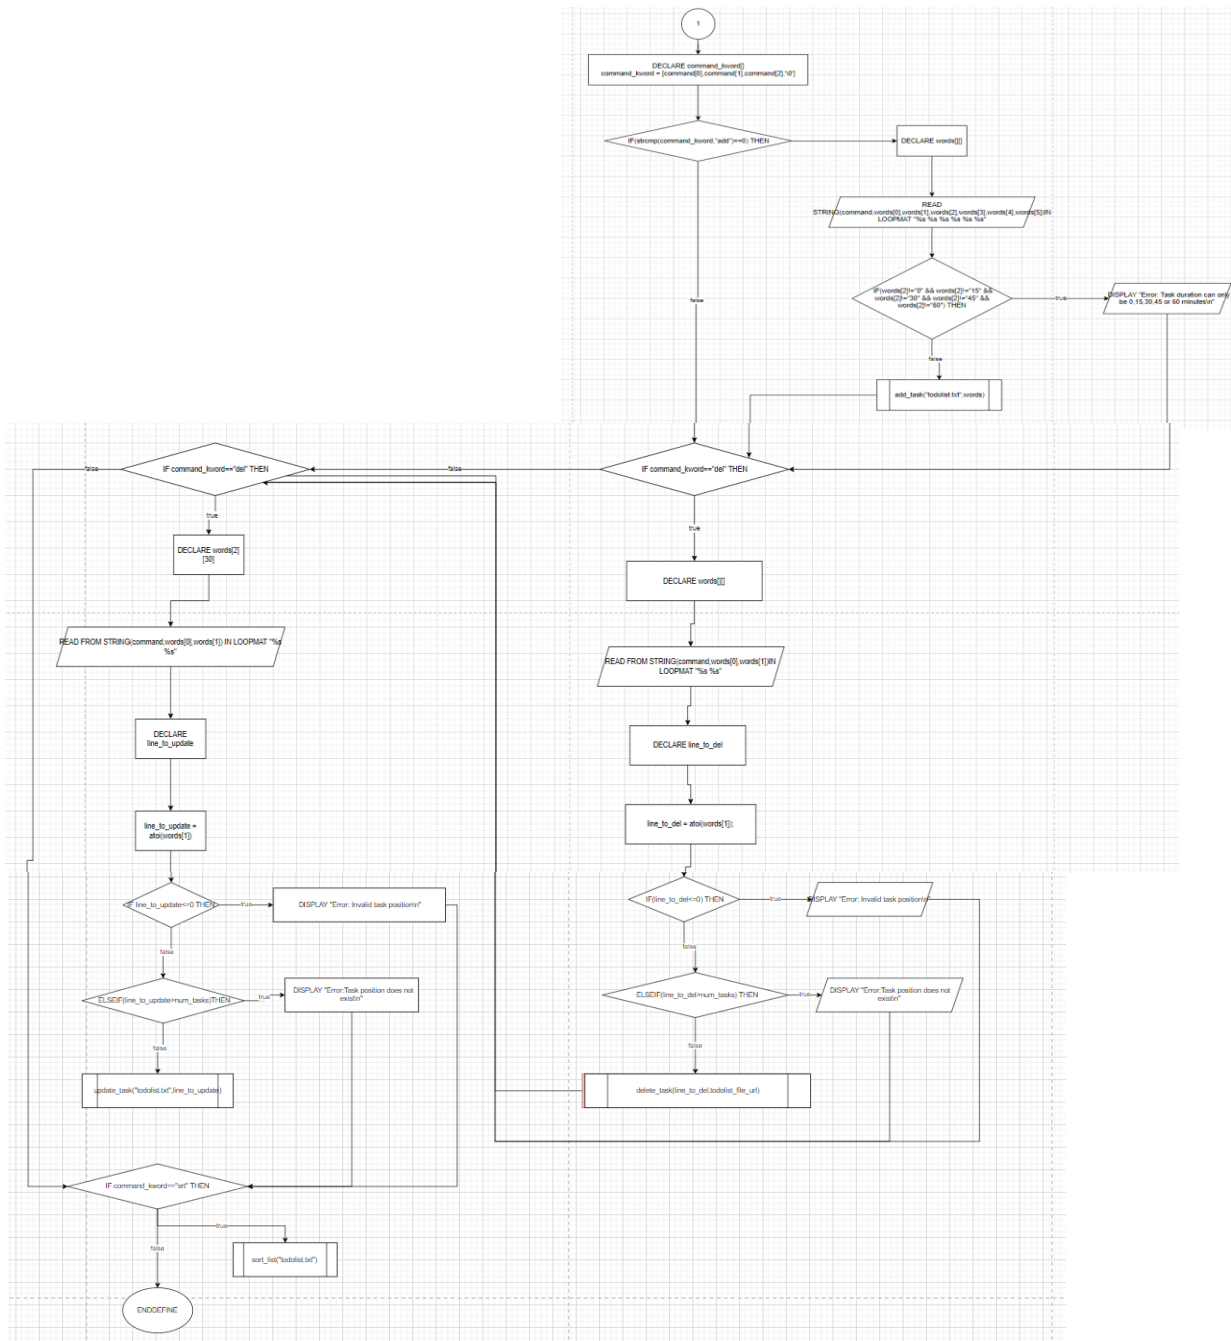 1
DECLARE command_kword[]
command_kword = [command[0],command[1],command[2],'\0']
IF(strcmp(command_kword,"add")==0) THEN
DECLARE words[][]
READ
STRING(command,words[0],words[1],words[2],words[3],words[4],words[5])IN
LOOPMAT "%s %s %s %s %s %s"
false
IF(words[2]!="0" && words[2]!="15" &&
words[2]!="30" && words[2]!="45" &&
words[2]!="60") THEN
true
DISPLAY "Error: Task duration can only
be 0,15,30,45 or 60 minutes\n"
false
add_task("todolist.txt",words)
false
IF command_kword=="del" THEN
false
IF command_kword=="del" THEN
true
DECLARE words[2]
[30]
READ FROM STRING(command,words[0],words[1]) IN LOOPMAT "%s
%s"
DECLARE
line_to_update
line_to_update =
atoi(words[1])
IF line_to_update<=0 THEN
true
DISPLAY "Error: Invalid task position\n"
false
ELSEIF(line_to_update>num_tasks)THEN
true
DISPLAY "Error:Task position does not
exist\n"
false
update_task("todolist.txt",line_to_update)
true
DECLARE words[][]
READ FROM STRING(command,words[0],words[1])IN
LOOPMAT "%s %s"
DECLARE line_to_del
line_to_del = atoi(words[1]);
IF(line_to_del<=0) THEN
true
DISPLAY "Error: Invalid task position\n"
false
ELSEIF(line_to_del>num_tasks) THEN
true
DISPLAY "Error:Task position does not
exist\n"
false
delete_task(line_to_del,todolist_file_url)
IF command_kword=="srt" THEN
true
false
sort_list("todolist.txt")
ENDDEFINE